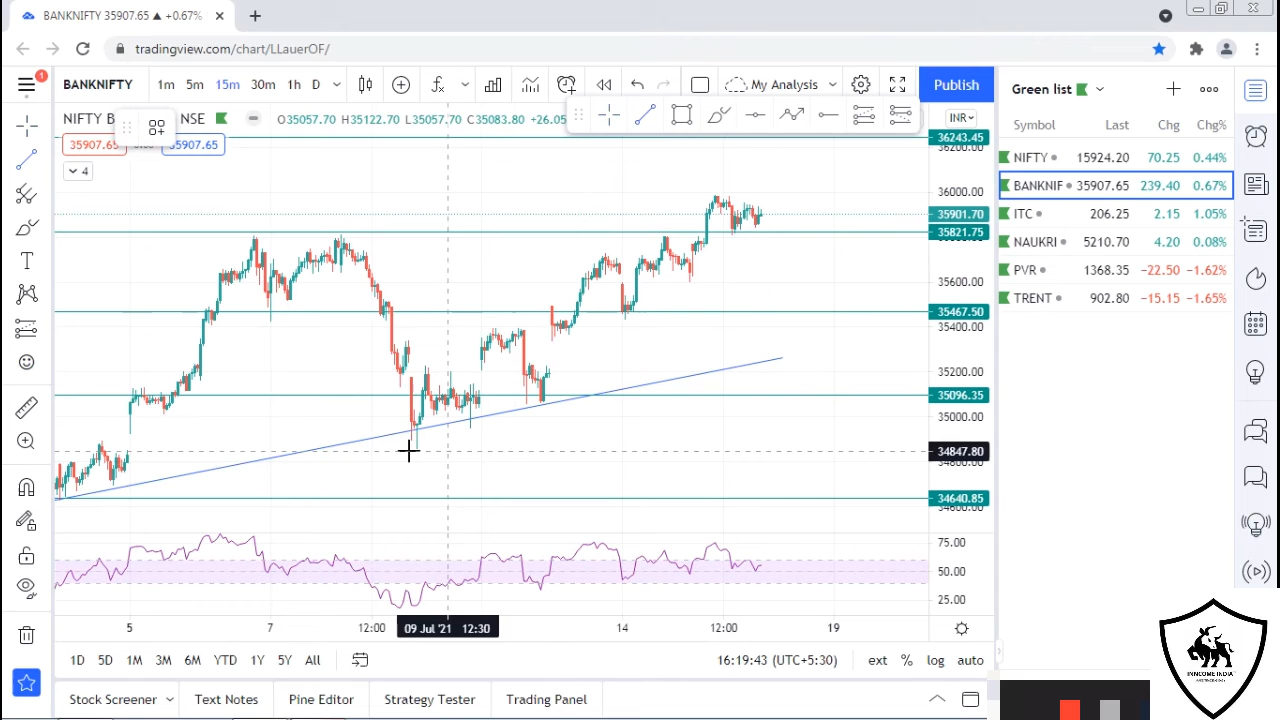 BANKNIFTY 35907.65 ▲ +0.67%
tradingview.com/chart/LLauerOF/
1
BANKNIFTY 1m 5m 15m 30m 1h D My Analysis Publish
NIFTY B NSE O35057.70 H35122.70 L35057.70 C35083.80 +26.05
35907.65 35907.65
4
INR
36243.45
36200.00
36000.00
35901.70
35821.75
35600.00
35467.50
35400.00
35200.00
35096.35
35000.00
34847.80
34800.00
34640.85
34600.00
75.00
50.00
25.00
5 7 12:00 09 Jul '21 12:30 14 12:00 19
1D 5D 1M 3M 6M YTD 1Y 5Y All 16:19:43 (UTC+5:30) ext % log auto
Stock Screener Text Notes Pine Editor Strategy Tester Trading Panel
Green list
Symbol Last Chg Chg%
NIFTY 15924.20 70.25 0.44%
BANKNIF 35907.65 239.40 0.67%
ITC 206.25 2.15 1.05%
NAUKRI 5210.70 4.20 0.08%
PVR 1368.35 −22.50 −1.62%
TRENT 902.80 −15.15 −1.65%
INNCOME INDIA